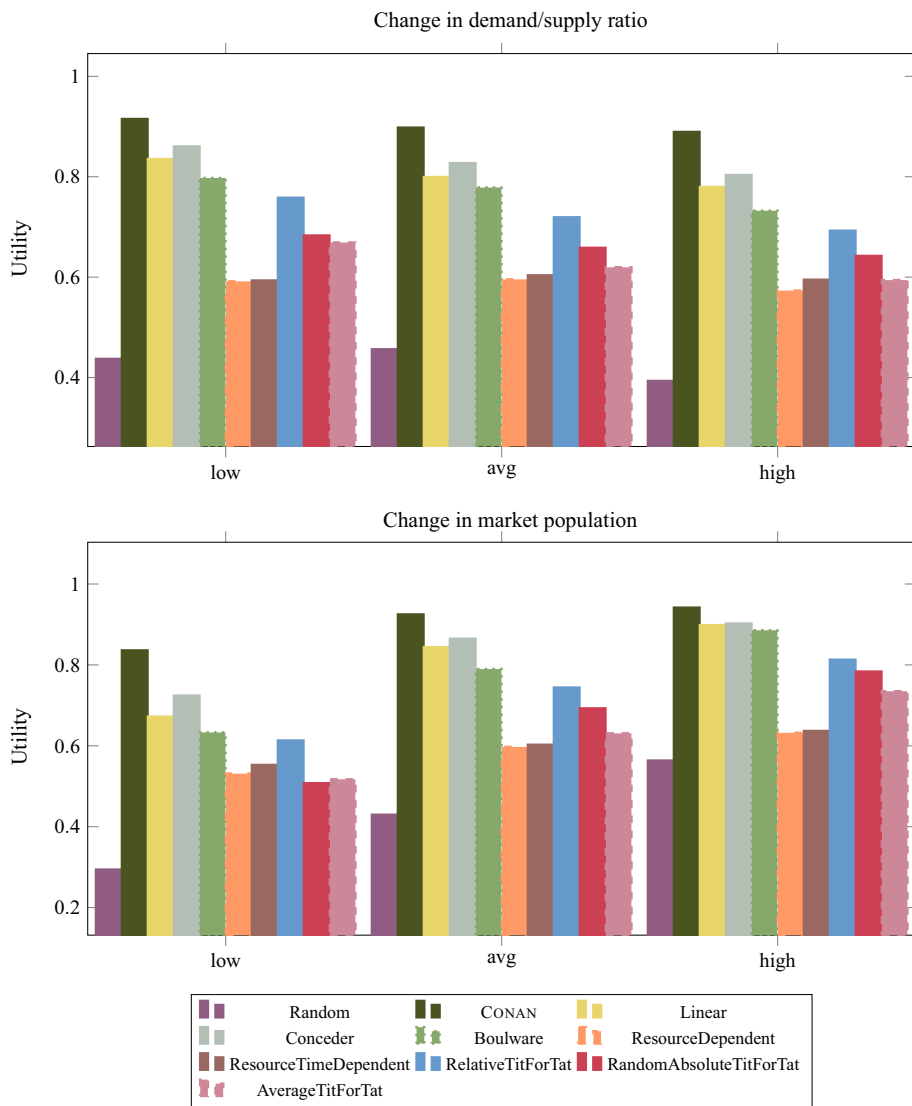 Change in demand/supply ratio
1
0.8
0.6
0.4
Utility
low avg high
Change in market population
1
0.8
0.6
0.4
0.2
Utility
low avg high
Random CONAN Linear
Conceder Boulware ResourceDependent
ResourceTimeDependent RelativeTitForTat RandomAbsoluteTitForTat
AverageTitForTat